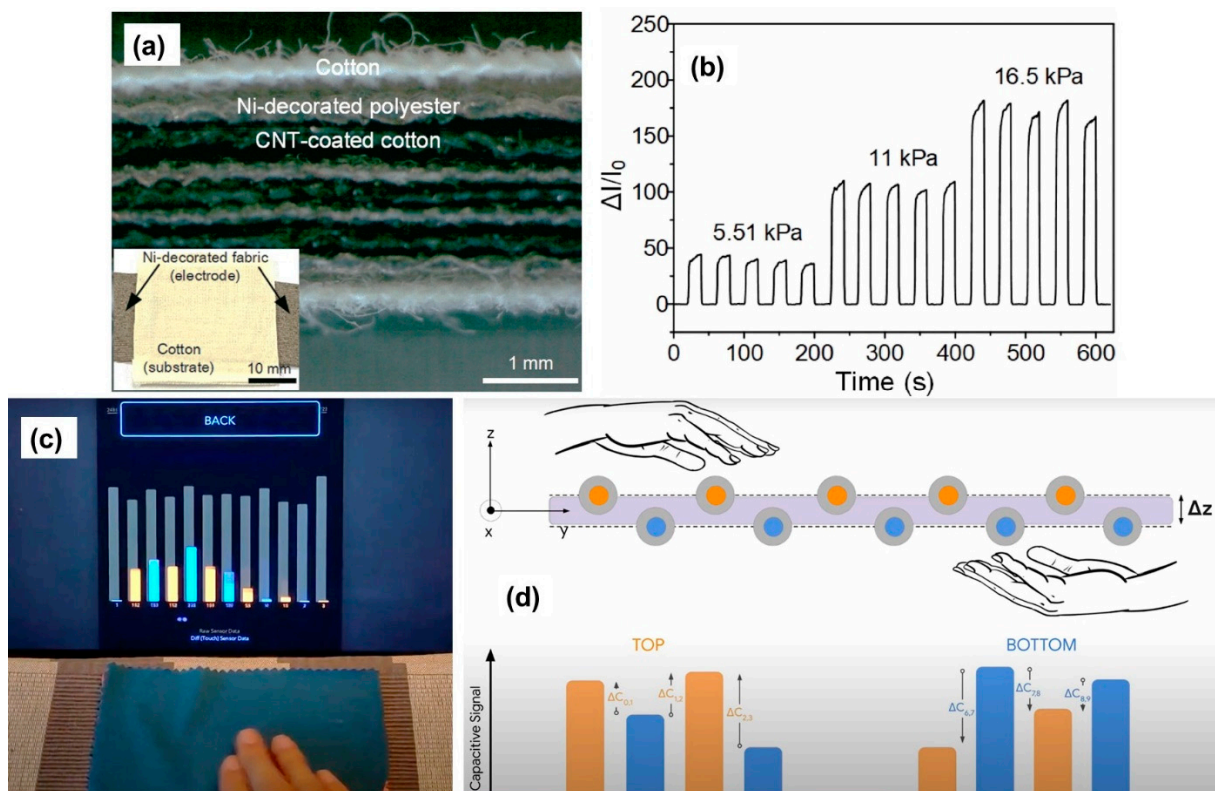 (a)
Cotton
Ni-decorated polyester
CNT-coated cotton
Ni-decorated fabric
(electrode)
Cotton
(substrate)
10 mm
1 mm
(b)
250
200
150
100
50
0
ΔI/I₀
5.51 kPa
11 kPa
16.5 kPa
0 100 200 300 400 500 600
Time (s)
(c)
BACK
Raw Sensor Data
Diff (Touch) Sensor Data
z
x
y
Δz
(d)
TOP
BOTTOM
Capacitive Signal
ΔC₀,₁
ΔC₁,₂
ΔC₂,₃
ΔC₆,₇
ΔC₇,₈
ΔC₈,₉